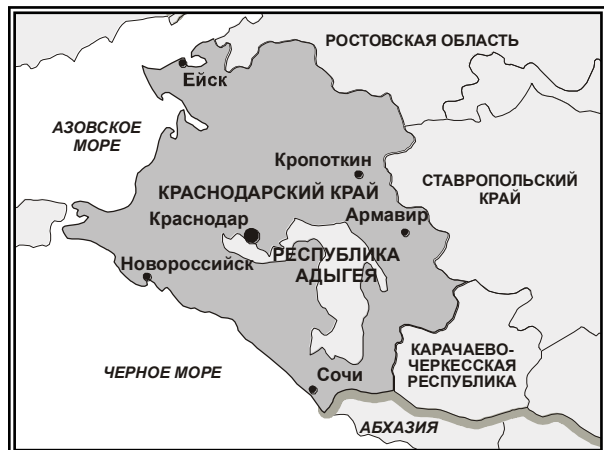 РОСТОВСКАЯ ОБЛАСТЬ
Ейск
АЗОВСКОЕ
МОРЕ
Кропоткин
СТАВРОПОЛЬСКИЙ
КРАЙ
КРАСНОДАРСКИЙ КРАЙ
Краснодар
Армавир
РЕСПУБЛИКА
АДЫГЕЯ
Новороссийск
КАРАЧАЕВО-
ЧЕРКЕССКАЯ
РЕСПУБЛИКА
ЧЕРНОЕ МОРЕ
Сочи
АБХАЗИЯ